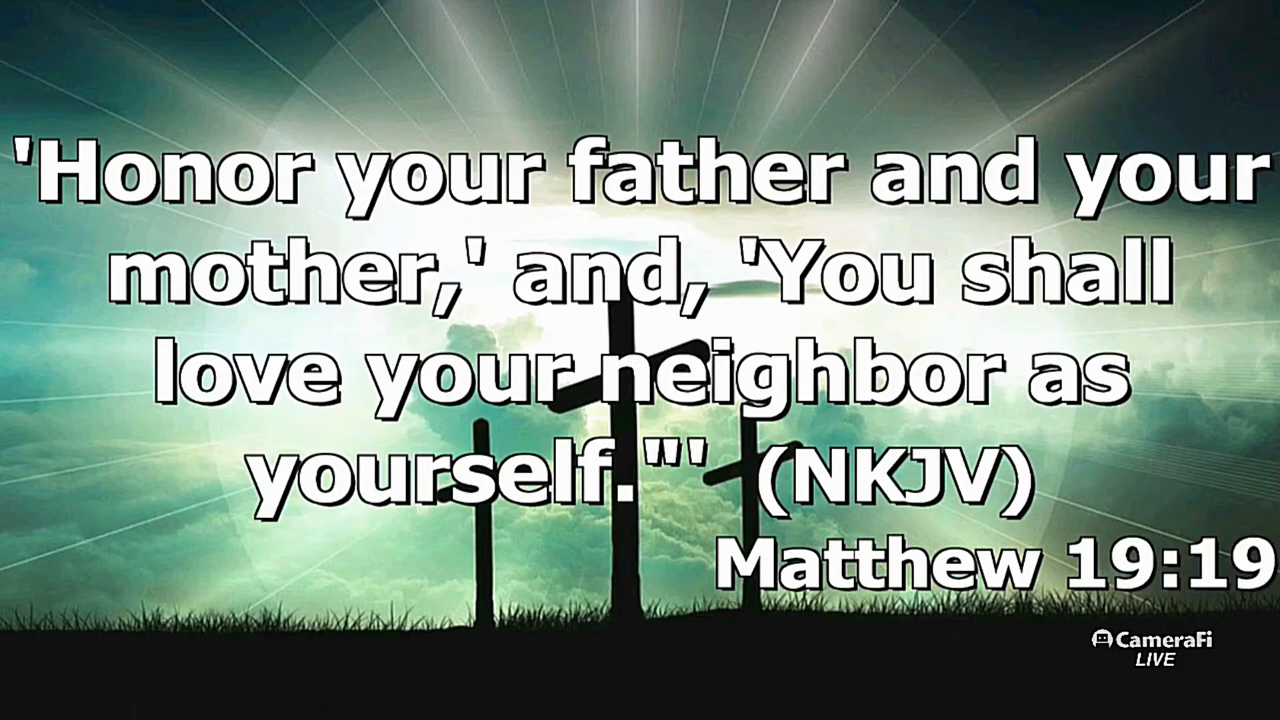 'Honor your father and your
mother,' and, 'You shall
love your neighbor as
yourself."' (NKJV)
Matthew 19:19
CameraFi
LIVE